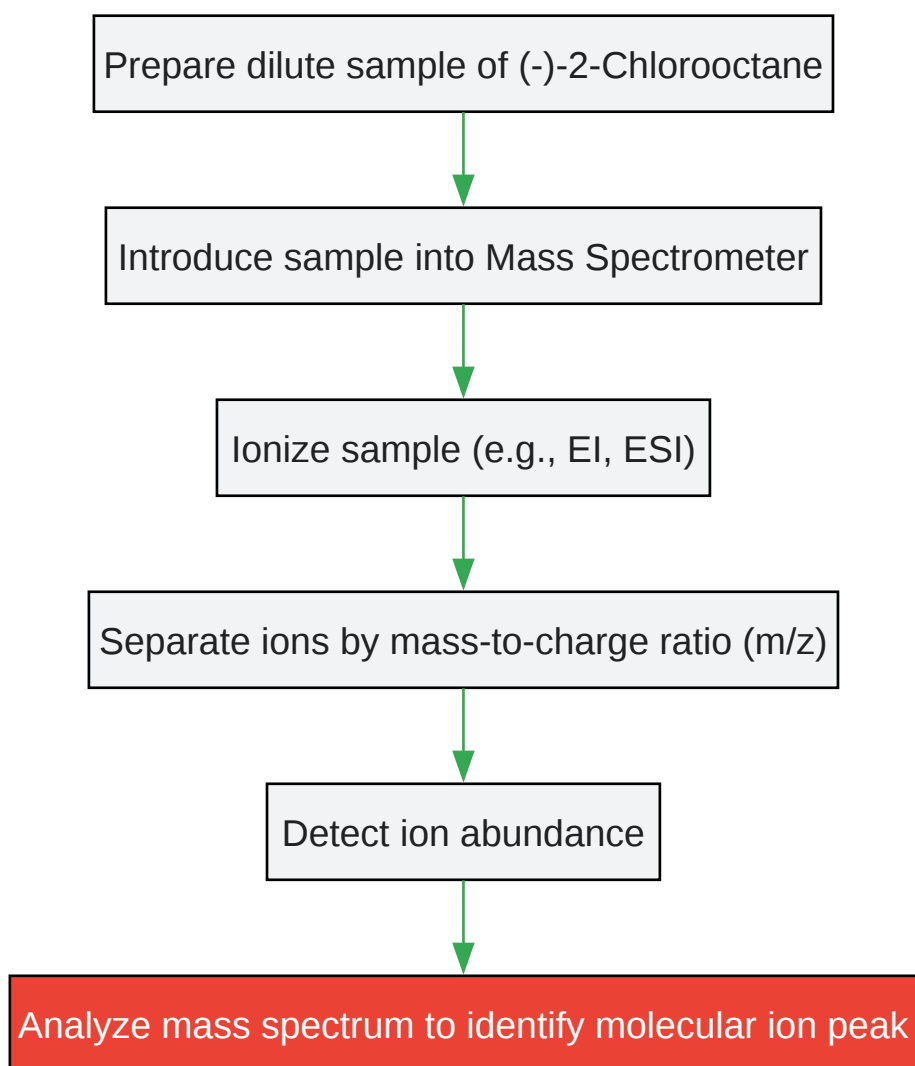 Prepare dilute sample of (-)-2-Chlorooctane
Introduce sample into Mass Spectrometer
Ionize sample (e.g., EI, ESI)
Separate ions by mass-to-charge ratio (m/z)
Detect ion abundance
Analyze mass spectrum to identify molecular ion peak